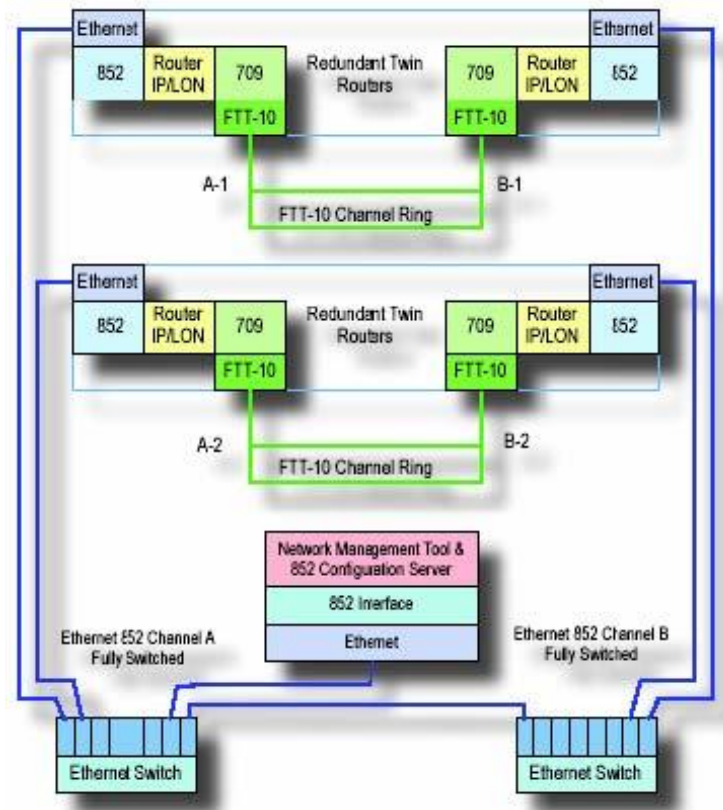 Ethernet
Ethernet
852
Router
IP/LON
709
Redundant Twin
Routers
709
Router
IP/LON
852
FTT-10
FTT-10
A-1
B-1
FTT-10 Channel Ring
Ethernet
Ethernet
852
Router
IP/LON
709
Redundant Twin
Routers
709
Router
IP/LON
852
FTT-10
FTT-10
A-2
B-2
FTT-10 Channel Ring
Network Management Tool &
852 Configuration Server
852 Interface
Ethernet
Ethernet 852 Channel A
Fully Switched
Ethernet 852 Channel B
Fully Switched
Ethernet Switch
Ethernet Switch